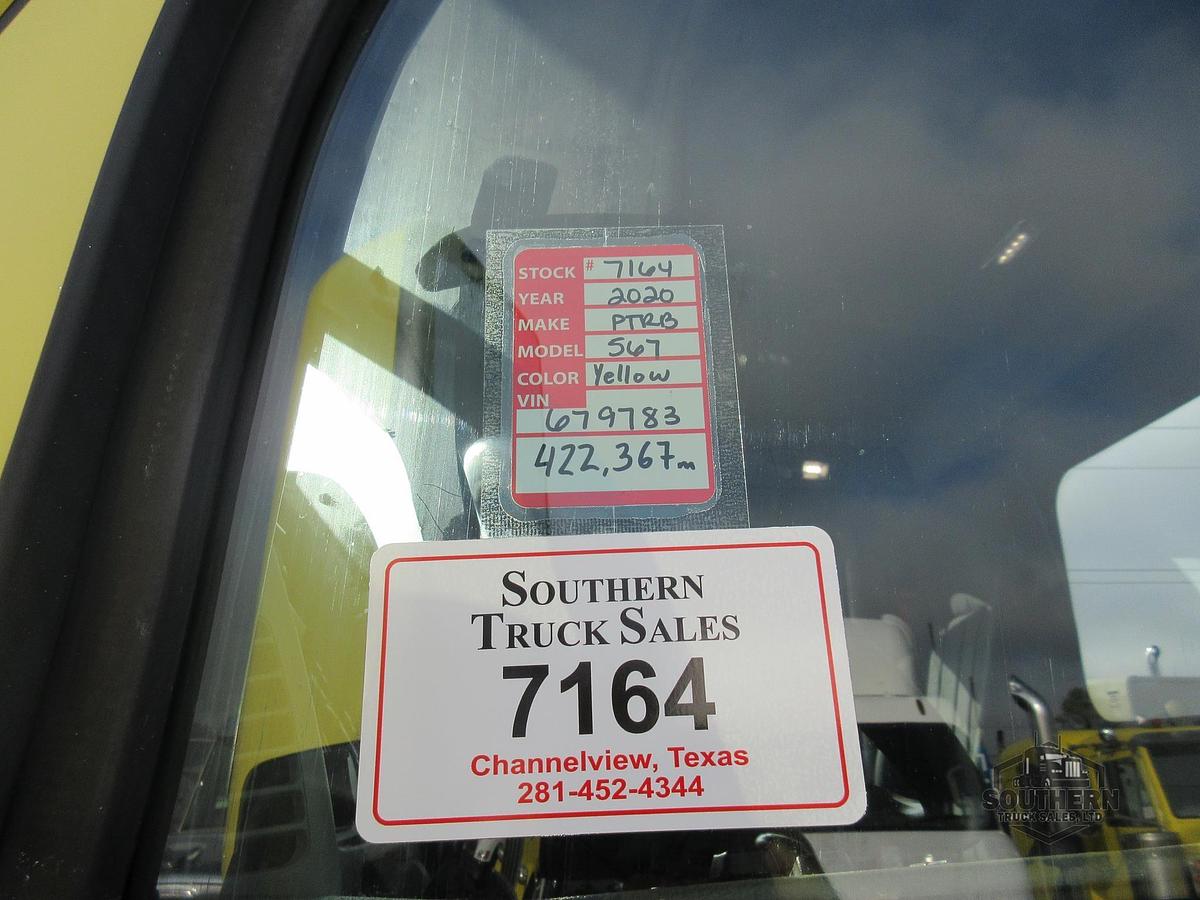 STOCK # 7164
YEAR 2020
MAKE PTRB
MODEL 567
COLOR Yellow
VIN
679783
422,367m
SOUTHERN
TRUCK SALES
7164
Channelview, Texas
281-452-4344
SOUTHERN
TRUCK SALES, LTD